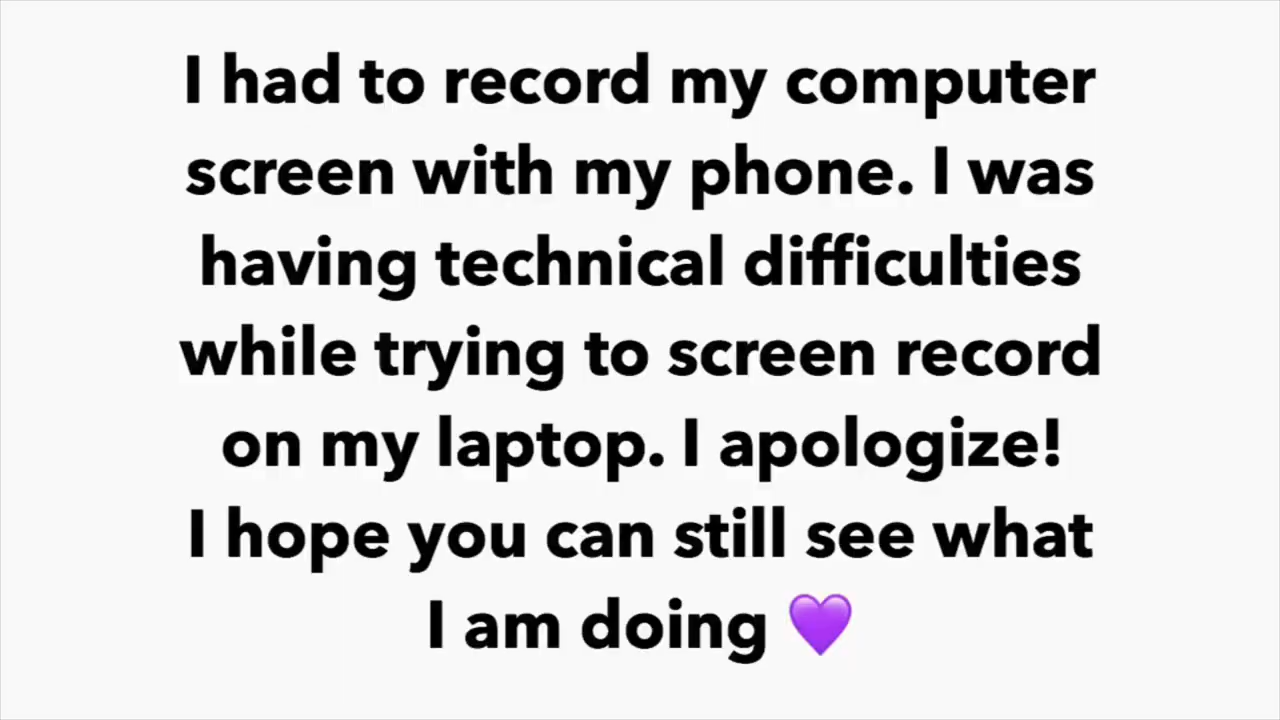 I had to record my computer
screen with my phone. I was
having technical difficulties
while trying to screen record
on my laptop. I apologize!
I hope you can still see what
I am doing 💜